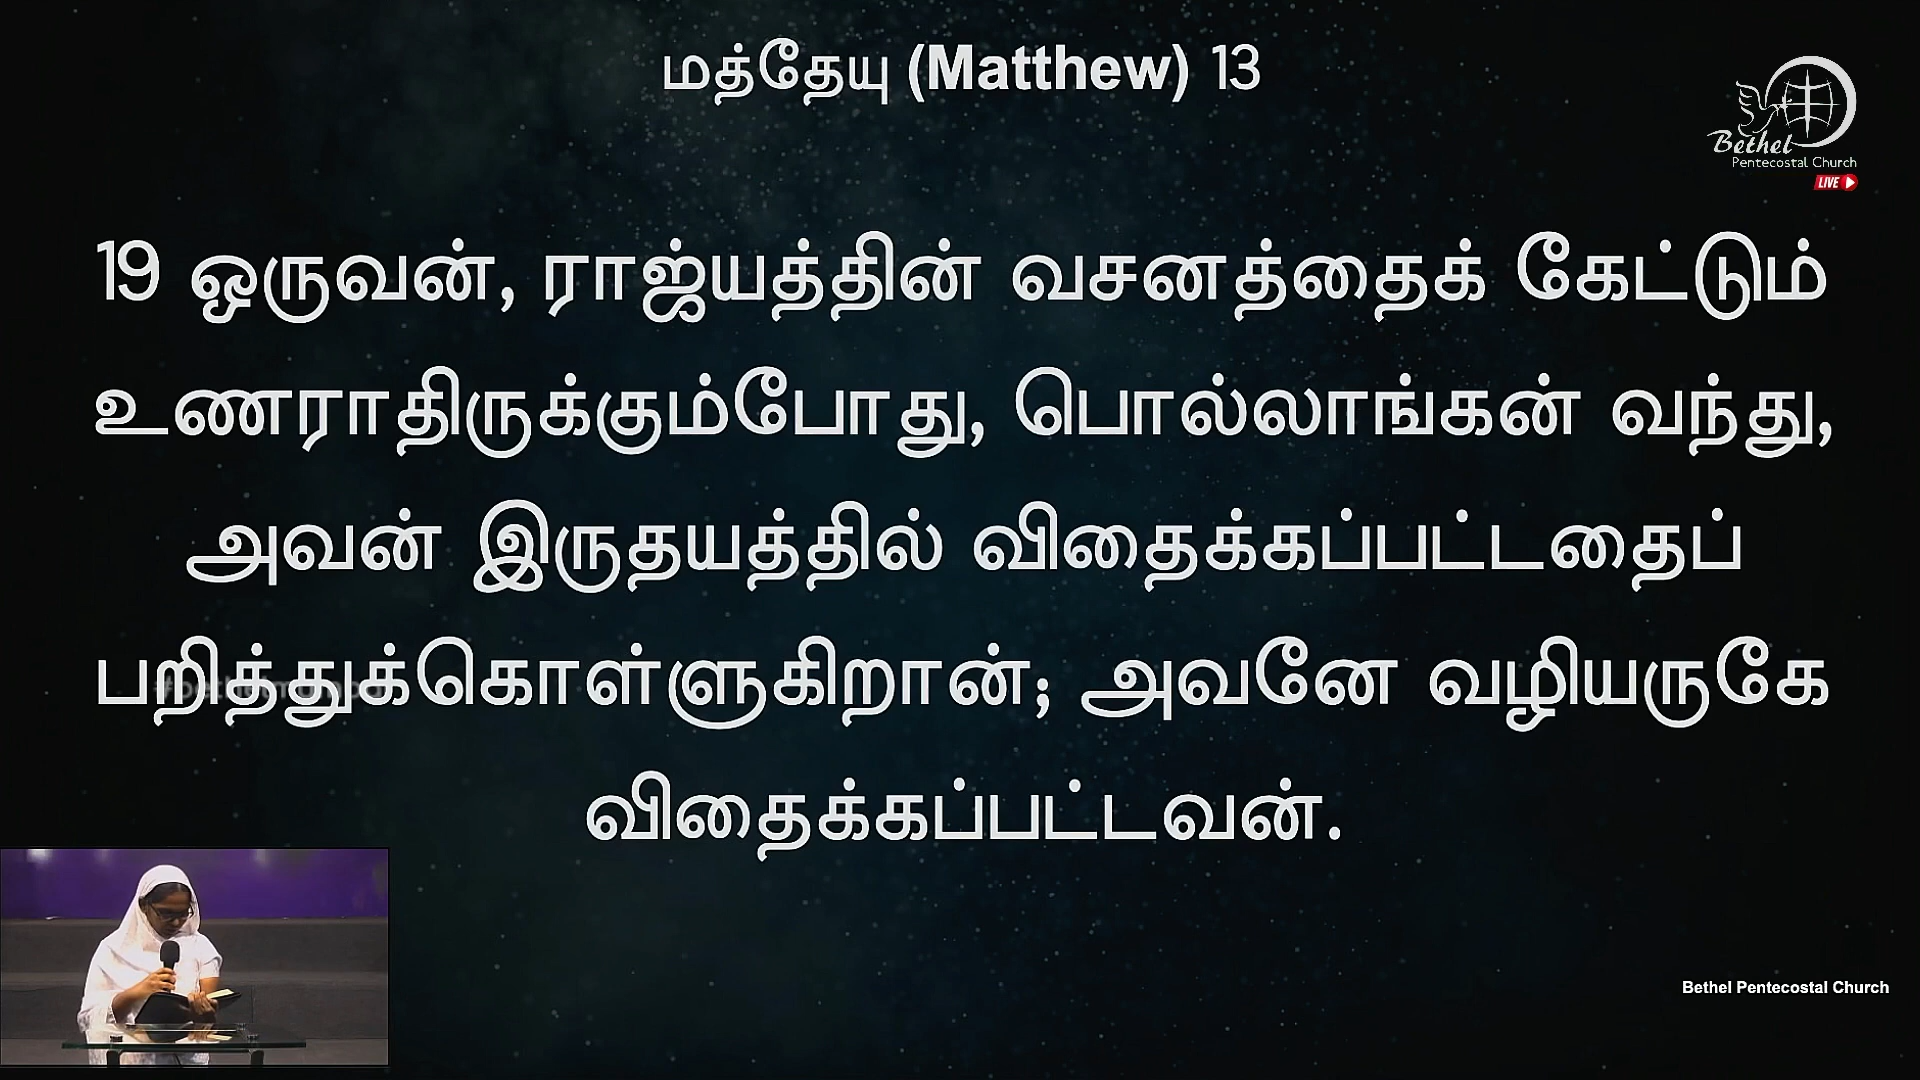 மத்தேயு (Matthew) 13
Bethel
Pentecostal Church
LIVE
19 ஒருவன், ராஜ்யத்தின் வசனத்தைக் கேட்டும்
உணராதிருக்கும்போது, பொல்லாங்கன் வந்து,
அவன் இருதயத்தில் விதைக்கப்பட்டதைப்
பறித்துக்கொள்ளுகிறான்; அவனே வழியருகே
விதைக்கப்பட்டவன்.
Bethel Pentecostal Church